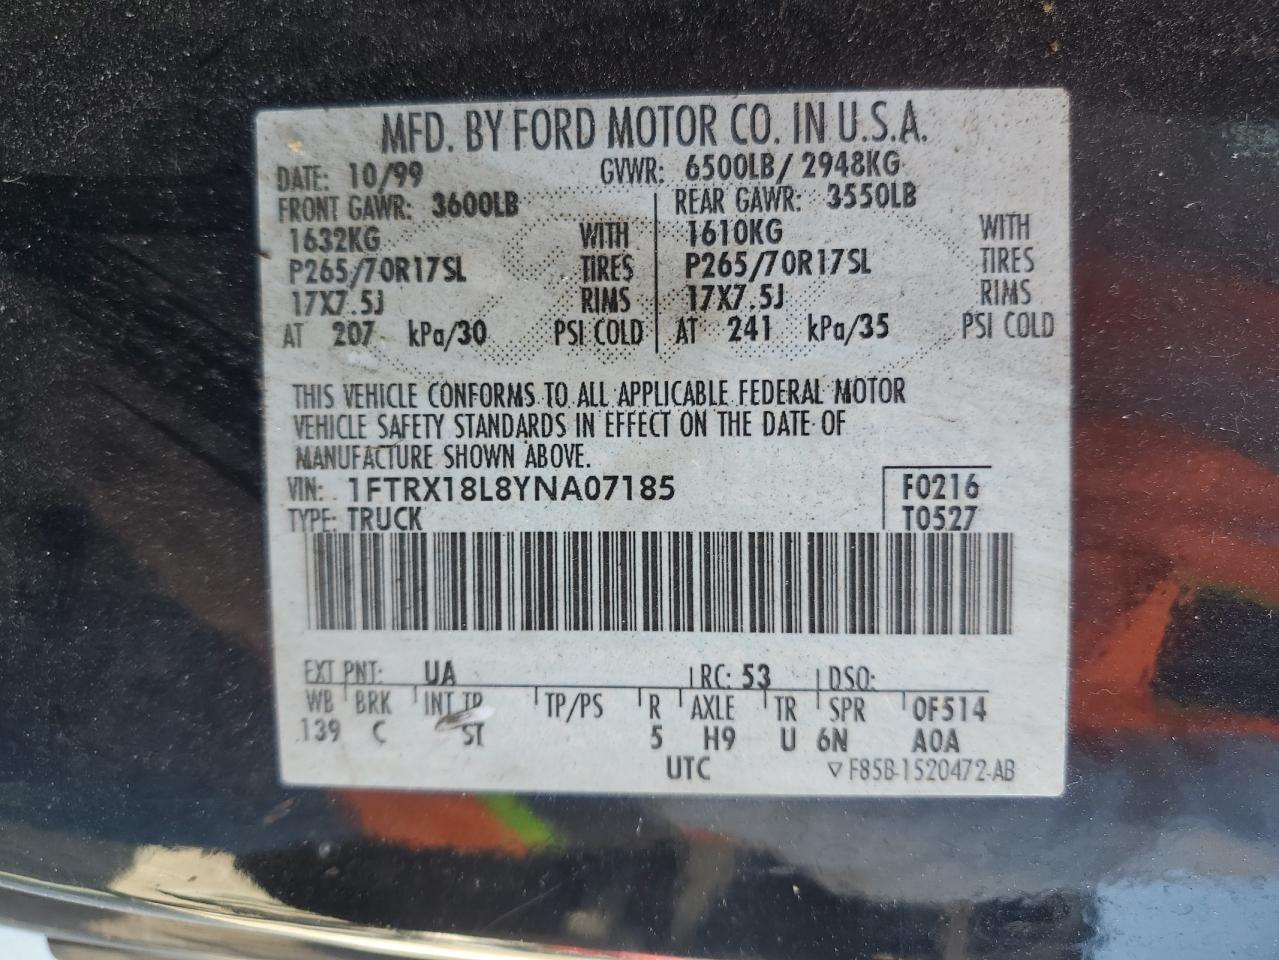 MFD. BY FORD MOTOR CO. IN U.S.A.
DATE: 10/99 GVWR: 6500LB/ 2948KG
FRONT GAWR: 3600LB REAR GAWR: 3550LB
1632KG WITH 1610KG WITH
P265/70R17SL TIRES P265/70R17SL TIRES
17X7.5J RIMS 17X7.5J RIMS
AT 207 kPa/30 PSI COLD AT 241 kPa/35 PSI COLD
THIS VEHICLE CONFORMS TO ALL APPLICABLE FEDERAL MOTOR
VEHICLE SAFETY STANDARDS IN EFFECT ON THE DATE OF
MANUFACTURE SHOWN ABOVE.
VIN: 1FTRX18L8YNA07185 F0216
TYPE: TRUCK T0527
EXT PNT: UA RC: 53 DSO:
WB BRK INT TP TP/PS R AXLE TR SPR 0F514
139 C ST 5 H9 U 6N A0A
UTC ▽ F85B-1520472-AB